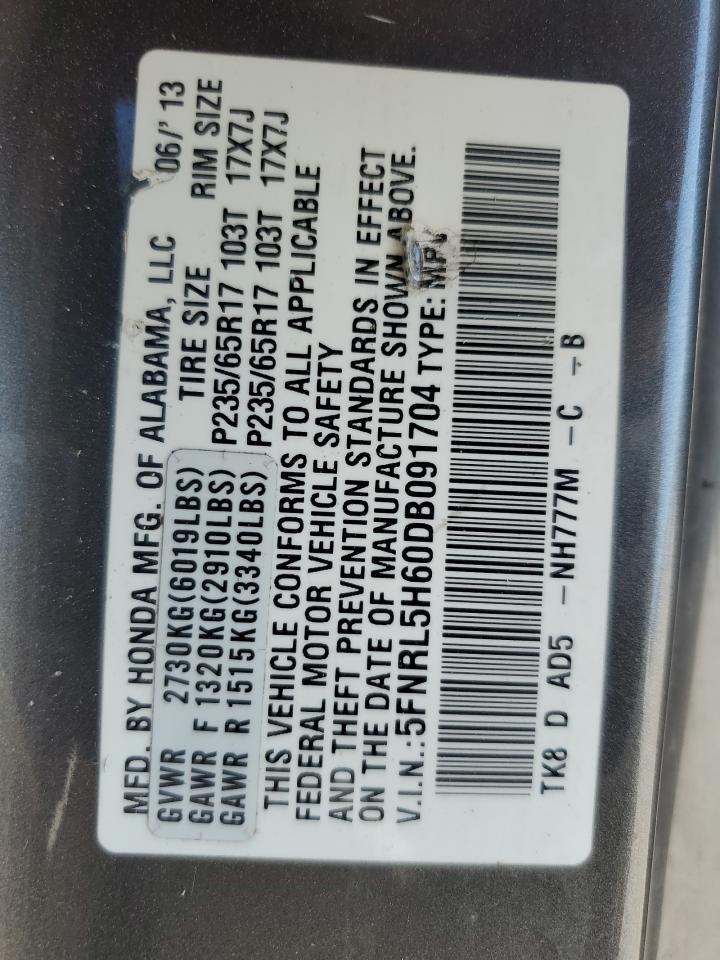 MFD. BY HONDA MFG. OF ALABAMA, LLC 06/'13
GVWR 2730KG(6019LBS) TIRE SIZE RIM SIZE
GAWR F 1320KG(2910LBS) P235/65R17 103T 17X7J
GAWR R 1515KG(3340LBS) P235/65R17 103T 17X7J
THIS VEHICLE CONFORMS TO ALL APPLICABLE
FEDERAL MOTOR VEHICLE SAFETY
AND THEFT PREVENTION STANDARDS IN EFFECT
ON THE DATE OF MANUFACTURE SHOWN ABOVE.
V.I.N.:5FNRL5H60DB091704 TYPE:
TK8 D AD5 -NH777M -C -B